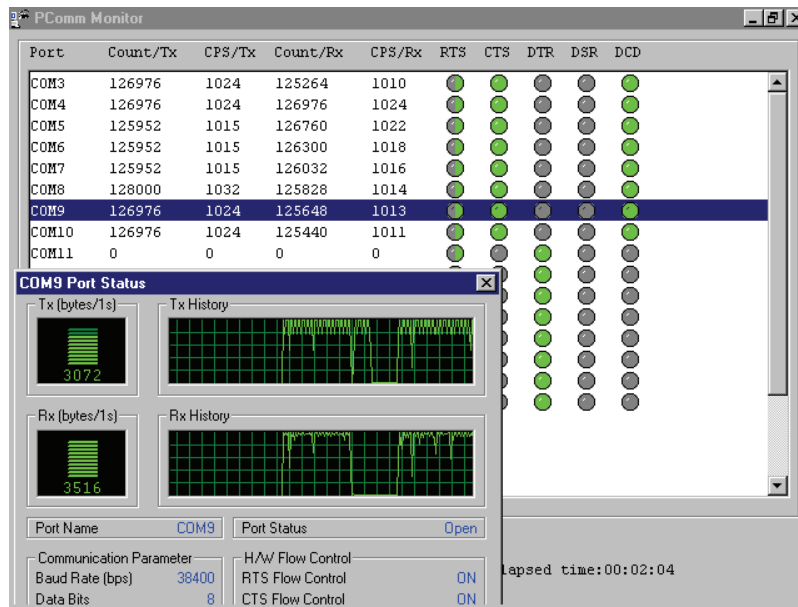 PComm Monitor
Port Count/Tx CPS/Tx Count/Rx CPS/Rx RTS CTS DTR DSR DCD
COM3 126976 1024 125264 1010
COM4 126976 1024 126976 1024
COM5 125952 1015 126760 1022
COM6 125952 1015 126300 1018
COM7 125952 1015 126032 1016
COM8 128000 1032 125828 1014
COM9 126976 1024 125648 1013
COM10 126976 1024 125440 1011
COM11 0 0 0 0
COM9 Port Status
Tx (bytes/1s) Tx History
3072
Rx (bytes/1s) Rx History
3516
Port Name COM9 Port Status Open
Communication Parameter H/W Flow Control
Baud Rate (bps) 38400 RTS Flow Control ON
Data Bits 8 CTS Flow Control ON
lapsed time:00:02:04